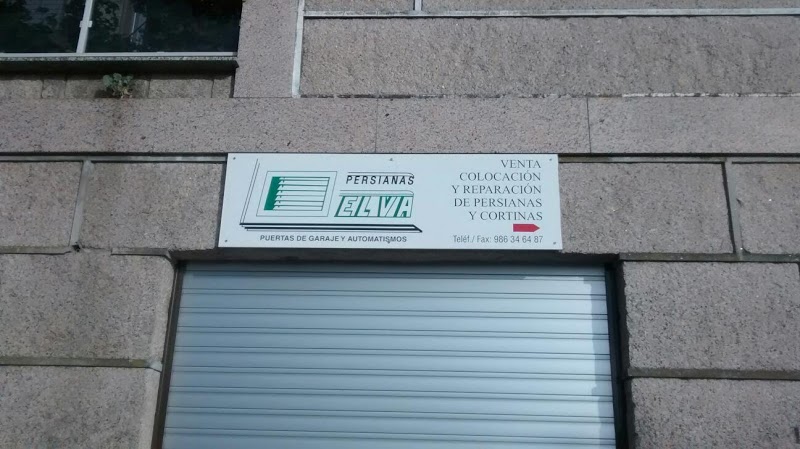 PERSIANAS
ELVA
PUERTAS DE GARAJE Y AUTOMATISMOS
VENTA
COLOCACIÓN
Y REPARACIÓN
DE PERSIANAS
Y CORTINAS
Teléf./ Fax: 986 34 64 87